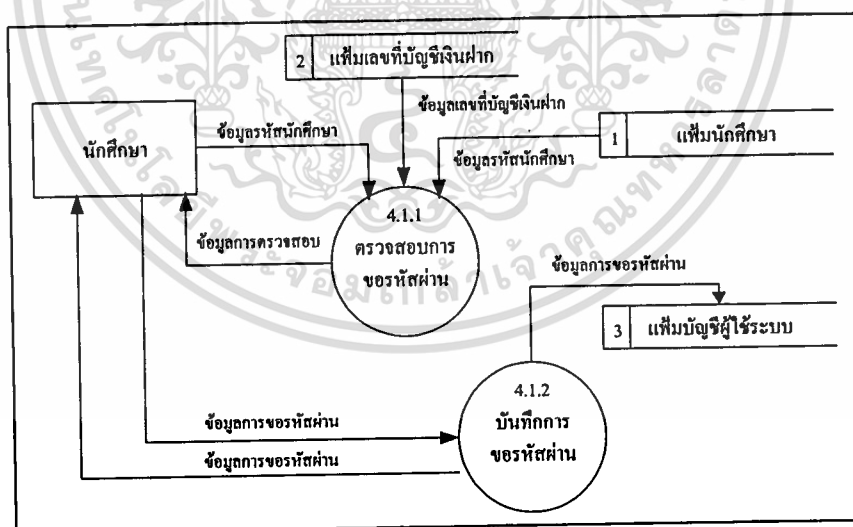 2 แฟ้มเลขที่บัญชีเงินฝาก
ข้อมูลเลขที่บัญชีเงินฝาก
นักศึกษา
ข้อมูลรหัสนักศึกษา
1 แฟ้มนักศึกษา
ข้อมูลรหัสนักศึกษา
4.1.1
ตรวจสอบการ
ขอรหัสผ่าน
ข้อมูลการตรวจสอบ
ข้อมูลการขอรหัสผ่าน
3 แฟ้มบัญชีผู้ใช้ระบบ
4.1.2
บันทึกการ
ขอรหัสผ่าน
ข้อมูลการขอรหัสผ่าน
ข้อมูลการขอรหัสผ่าน